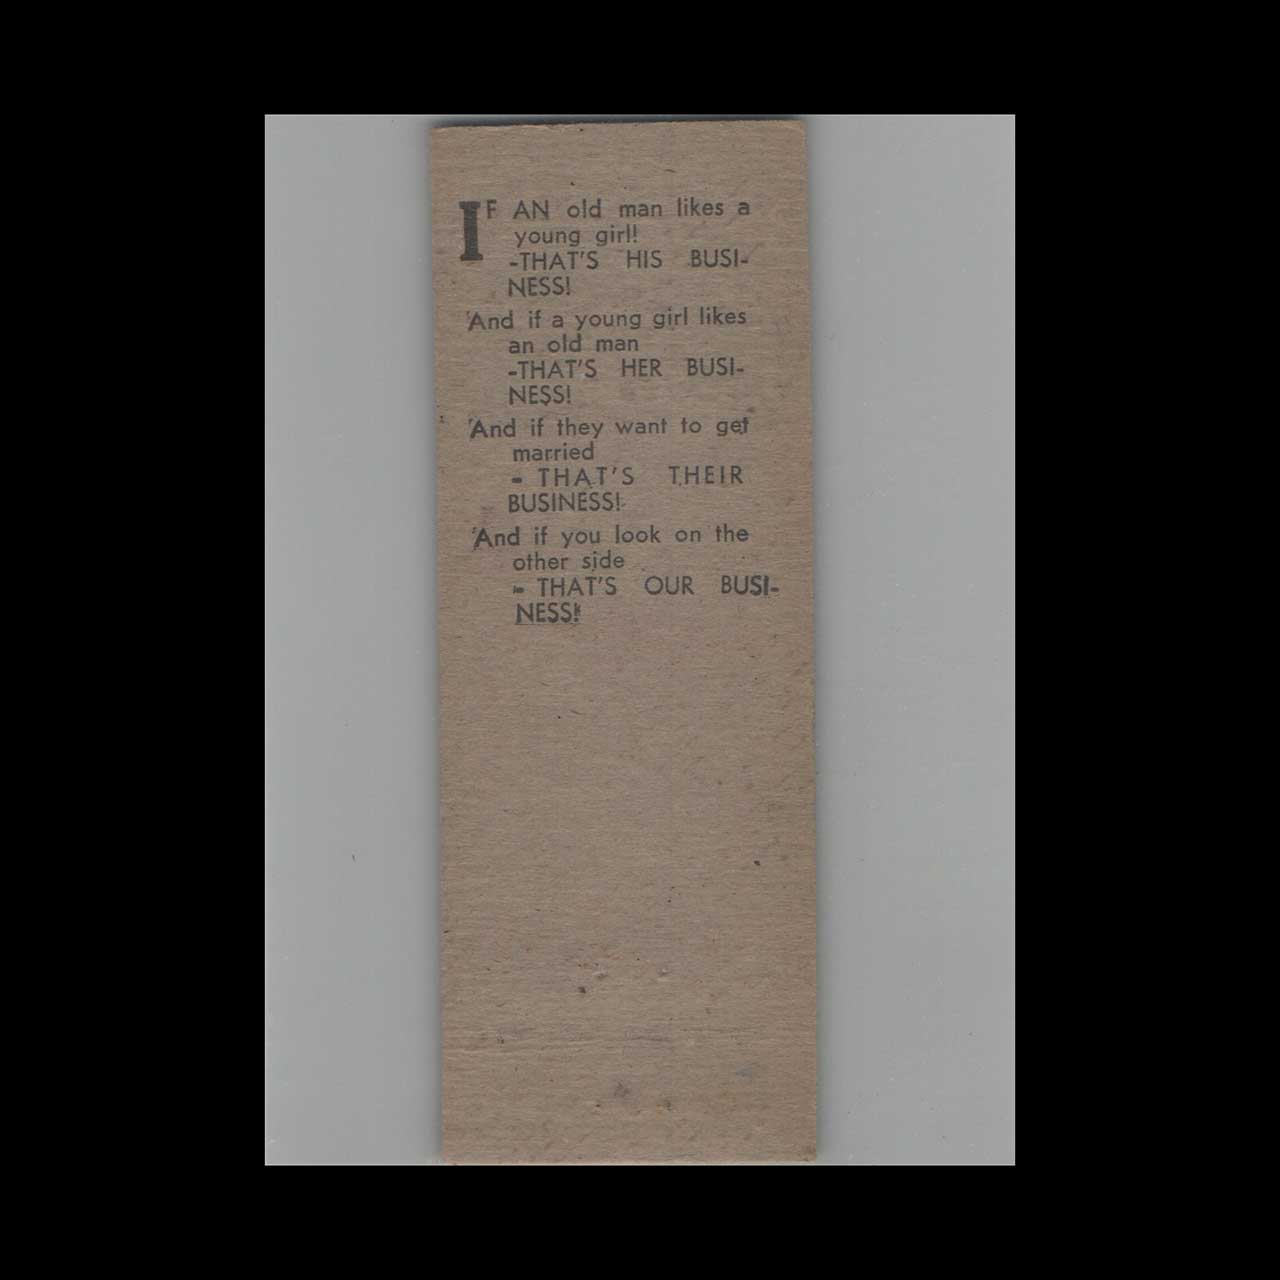 IF AN old man likes a
young girl!
-THAT'S HIS BUSI-
NESS!
'And if a young girl likes
an old man
-THAT'S HER BUSI-
NESS!
'And if they want to get
married
- THAT'S THEIR
BUSINESS!
'And if you look on the
other side
- THAT'S OUR BUSI-
NESS!